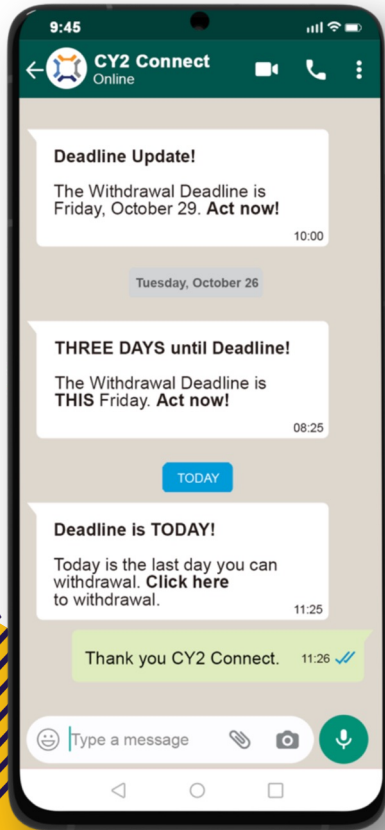 9:45
CY2 Connect
Online
Deadline Update!
The Withdrawal Deadline is
Friday, October 29. Act now!
10:00
Tuesday, October 26
THREE DAYS until Deadline!
The Withdrawal Deadline is
THIS Friday. Act now!
08:25
TODAY
Deadline is TODAY!
Today is the last day you can
withdrawal. Click here
to withdrawal.
11:25
Thank you CY2 Connect. 11:26
Type a message